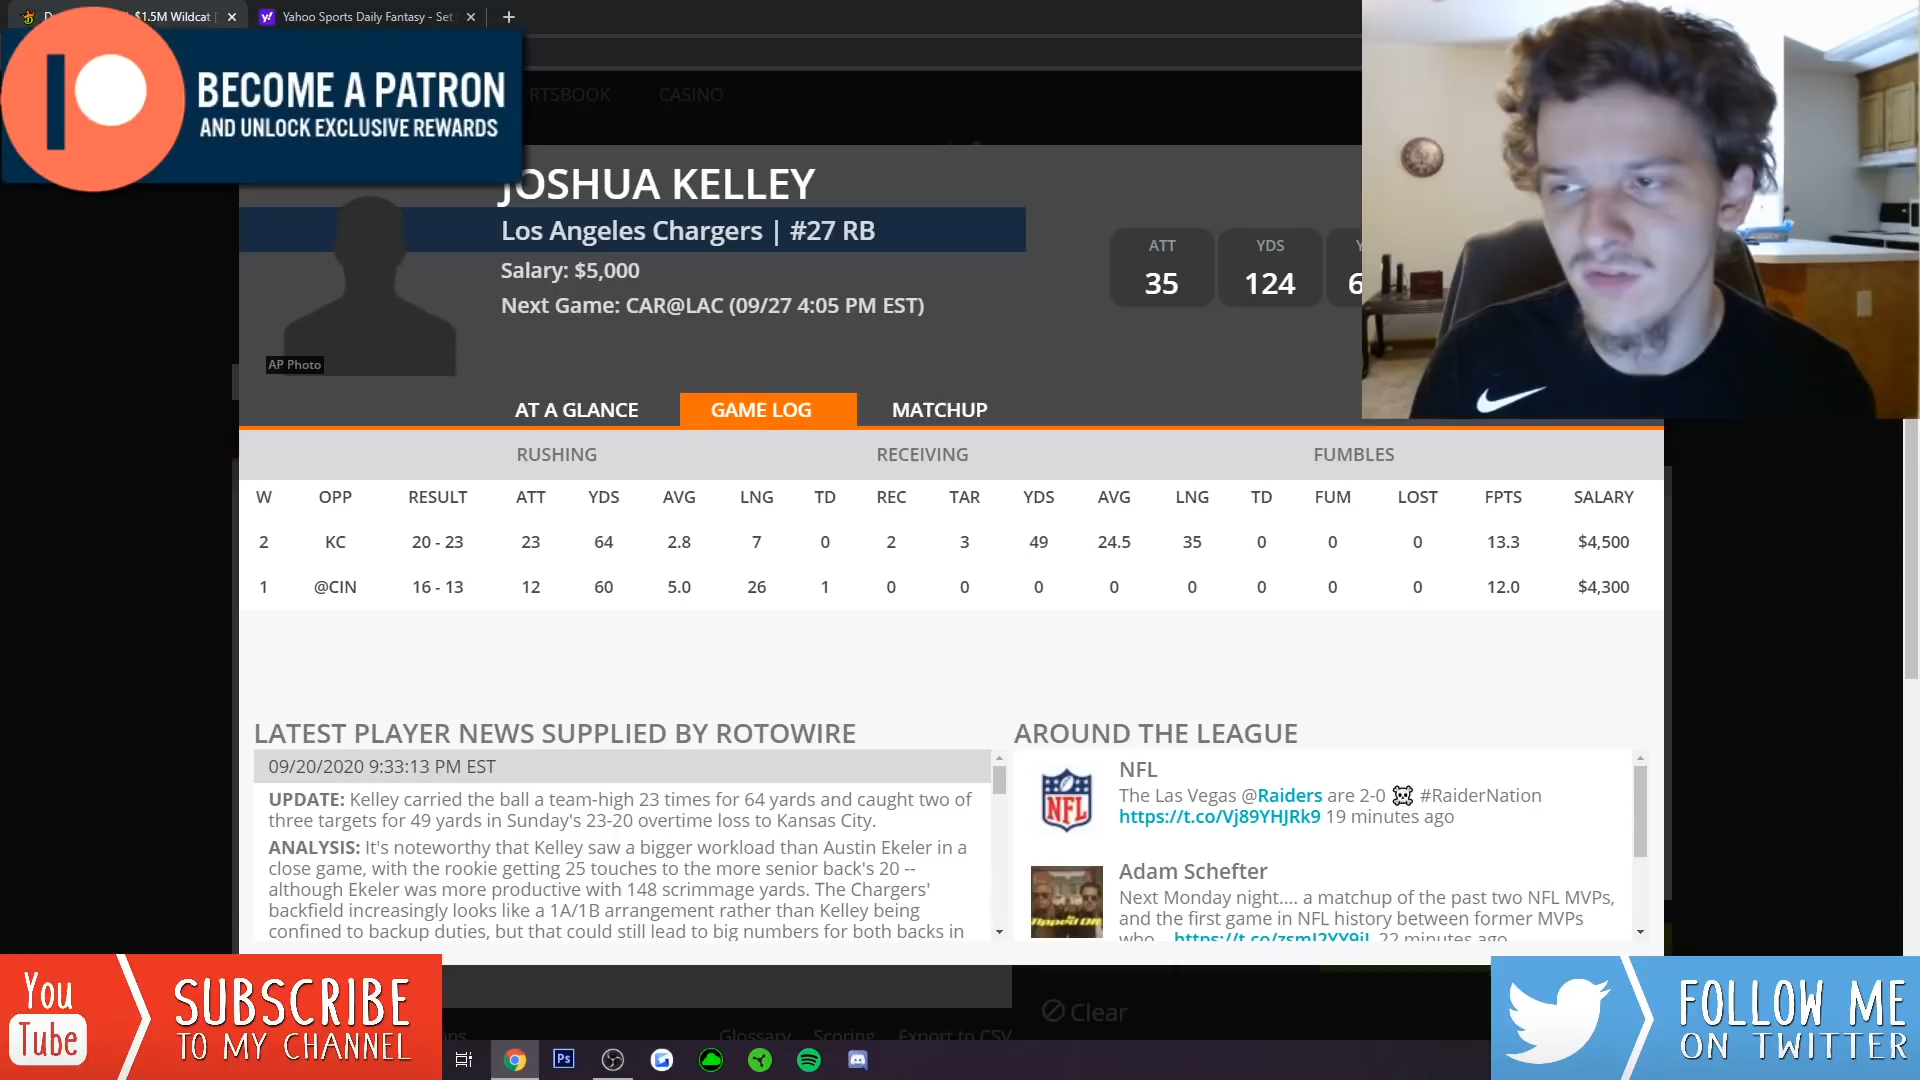 $1.5M Wildcat
Yahoo Sports Daily Fantasy - Set
BECOME A PATRON
AND UNLOCK EXCLUSIVE REWARDS
RTSBOOK CASINO
JOSHUA KELLEY
Los Angeles Chargers | #27 RB
Salary: $5,000
Next Game: CAR@LAC (09/27 4:05 PM EST)
ATT YDS Y
35 124 6
AP Photo
AT A GLANCE GAME LOG MATCHUP
RUSHING RECEIVING FUMBLES
W OPP RESULT ATT YDS AVG LNG TD REC TAR YDS AVG LNG TD FUM LOST FPTS SALARY
2 KC 20 - 23 23 64 2.8 7 0 2 3 49 24.5 35 0 0 0 13.3 $4,500
1 @CIN 16 - 13 12 60 5.0 26 1 0 0 0 0 0 0 0 0 12.0 $4,300
LATEST PLAYER NEWS SUPPLIED BY ROTOWIRE
09/20/2020 9:33:13 PM EST
UPDATE: Kelley carried the ball a team-high 23 times for 64 yards and caught two of
three targets for 49 yards in Sunday's 23-20 overtime loss to Kansas City.
ANALYSIS: It's noteworthy that Kelley saw a bigger workload than Austin Ekeler in a
close game, with the rookie getting 25 touches to the more senior back's 20 --
although Ekeler was more productive with 148 scrimmage yards. The Chargers'
backfield increasingly looks like a 1A/1B arrangement rather than Kelley being
confined to backup duties, but that could still lead to big numbers for both backs in
AROUND THE LEAGUE
NFL
The Las Vegas @Raiders are 2-0 ☠ #RaiderNation
https://t.co/Vj89YHJRk9 19 minutes ago
Adam Schefter
Next Monday night.... a matchup of the past two NFL MVPs,
and the first game in NFL history between former MVPs
who... 22 minutes ago
Clear
Glossary Scoring Export to CSV
You
Tube
SUBSCRIBE
TO MY CHANNEL
Ps
FOLLOW ME
ON TWITTER